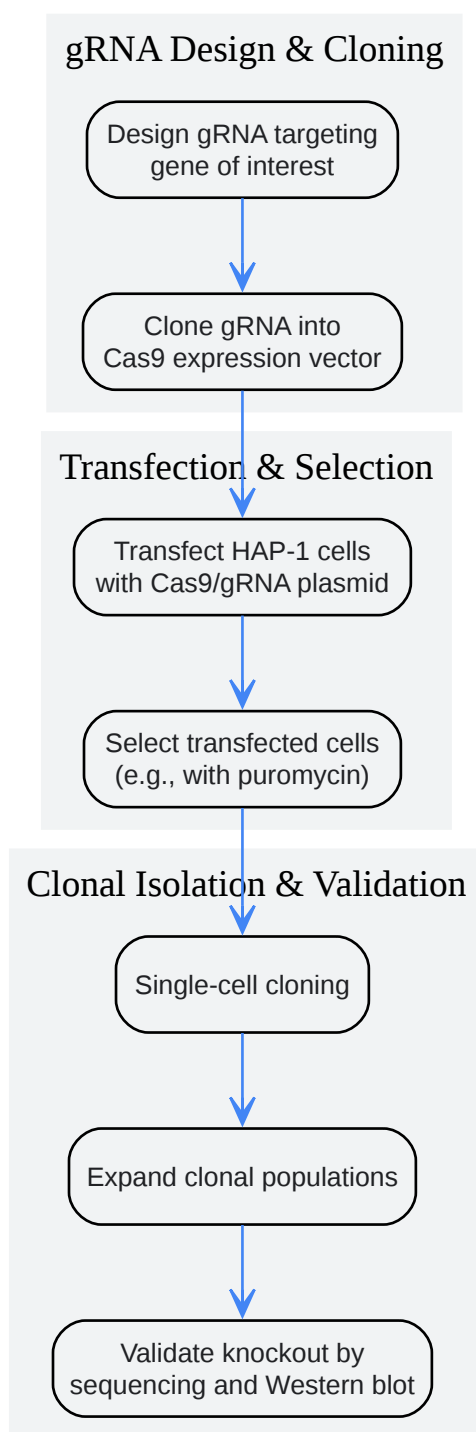 gRNA Design & Cloning
Design gRNA targeting
gene of interest
Clone gRNA into
Cas9 expression vector
Transfection & Selection
Transfect HAP-1 cells
with Cas9/gRNA plasmid
Select transfected cells
(e.g., with puromycin)
Clonal Isolation & Validation
Single-cell cloning
Expand clonal populations
Validate knockout by
sequencing and Western blot